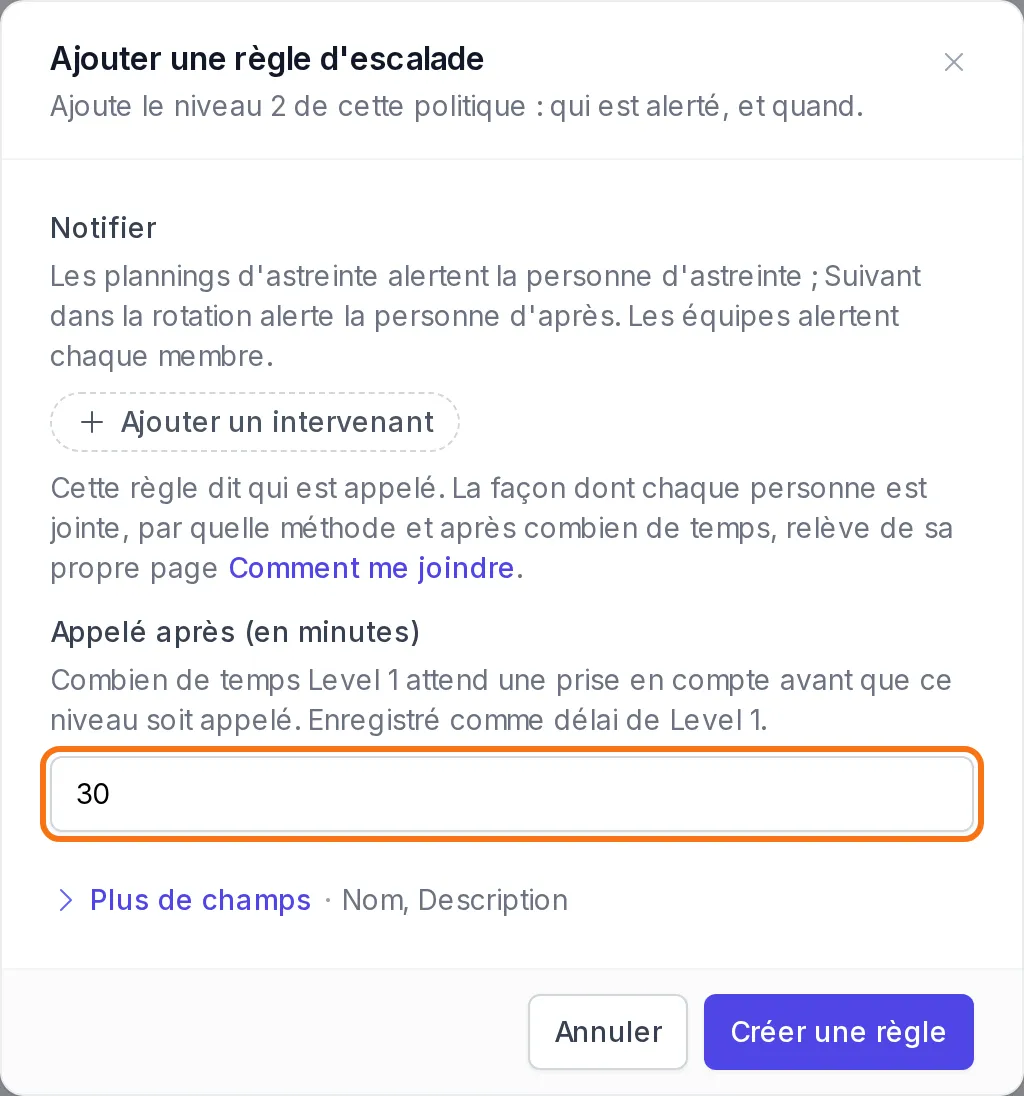 Ajouter une règle d'escalade
Ajoute le niveau 2 de cette politique : qui est alerté, et quand.
Notifier
Les plannings d'astreinte alertent la personne d'astreinte ; Suivant
dans la rotation alerte la personne d'après. Les équipes alertent
chaque membre.
Ajouter un intervenant
Cette règle dit qui est appelé. La façon dont chaque personne est
jointe, par quelle méthode et après combien de temps, relève de sa
propre page Comment me joindre.
Appelé après (en minutes)
Combien de temps Level 1 attend une prise en compte avant que ce
niveau soit appelé. Enregistré comme délai de Level 1.
30
Plus de champs · Nom, Description
Annuler
Créer une règle